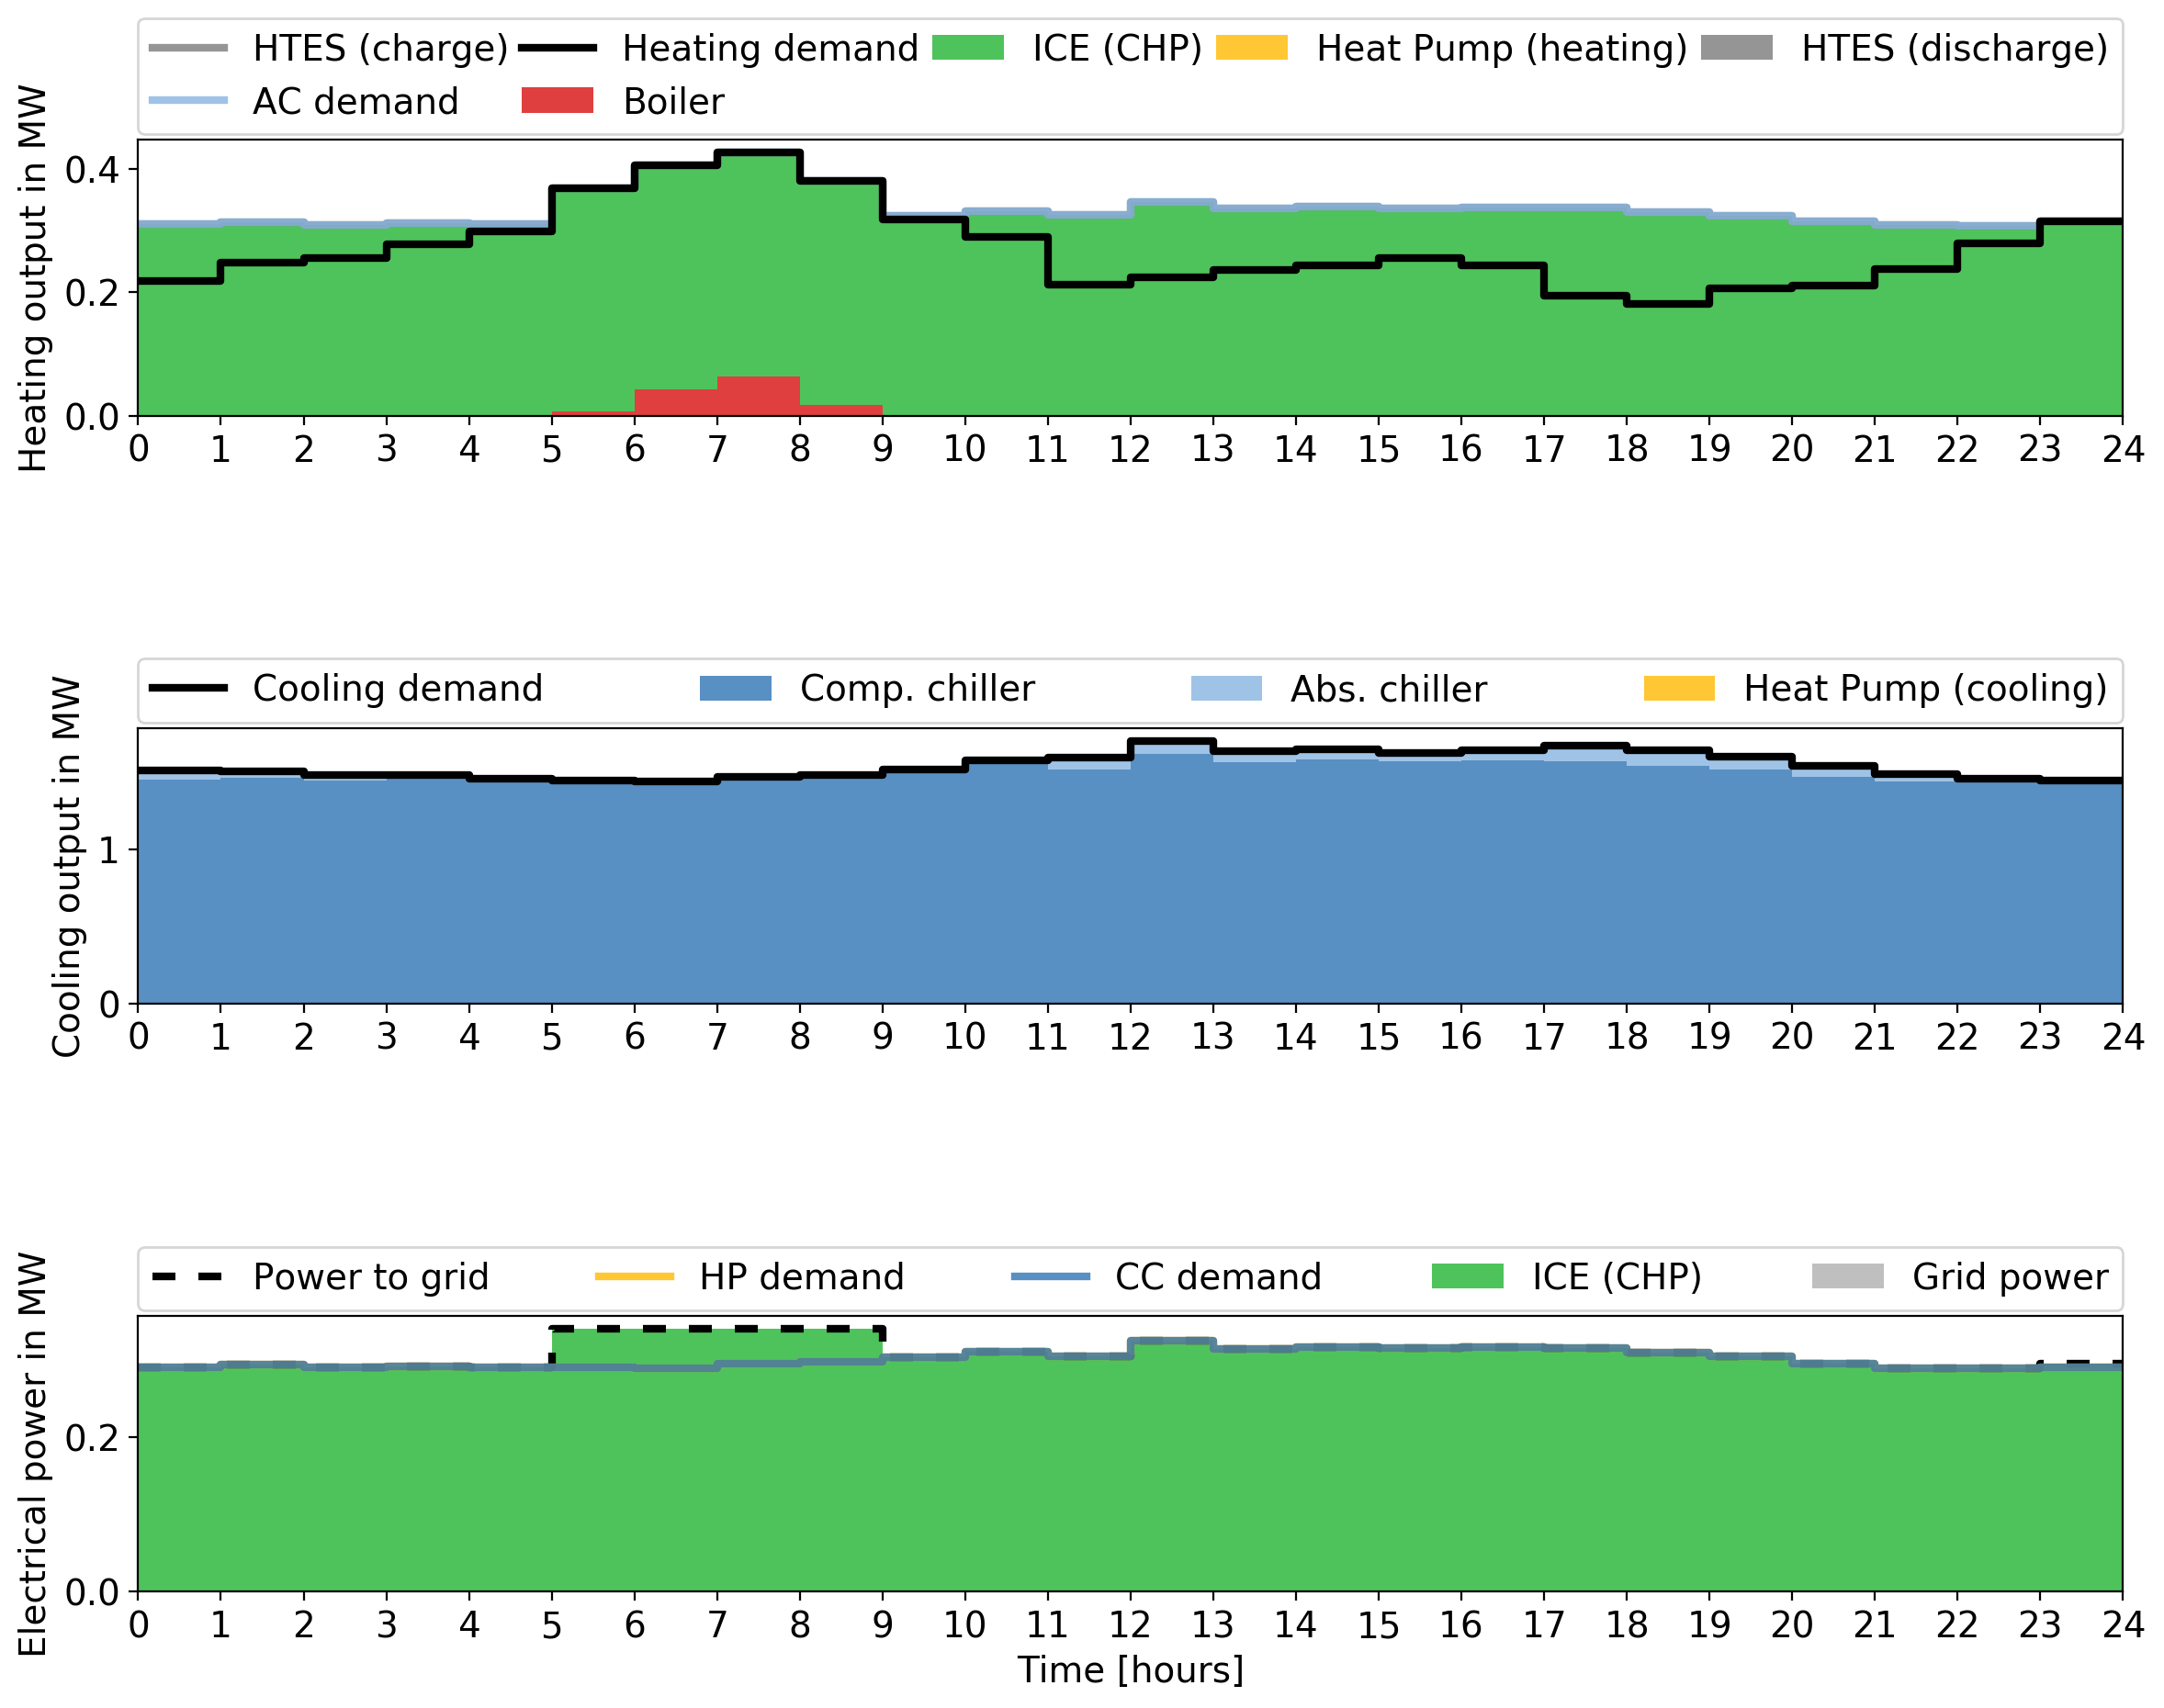 HTES (charge) Heating demand ICE (CHP) Heat Pump (heating) HTES (discharge)
AC demand Boiler
Heating output in MW
0.4
0.2
0.0
0 1 2 3 4 5 6 7 8 9 10 11 12 13 14 15 16 17 18 19 20 21 22 23 24
Cooling demand Comp. chiller Abs. chiller Heat Pump (cooling)
Cooling output in MW
1
0
0 1 2 3 4 5 6 7 8 9 10 11 12 13 14 15 16 17 18 19 20 21 22 23 24
Power to grid HP demand CC demand ICE (CHP) Grid power
Electrical power in MW
0.2
0.0
0 1 2 3 4 5 6 7 8 9 10 11 12 13 14 15 16 17 18 19 20 21 22 23 24
Time [hours]